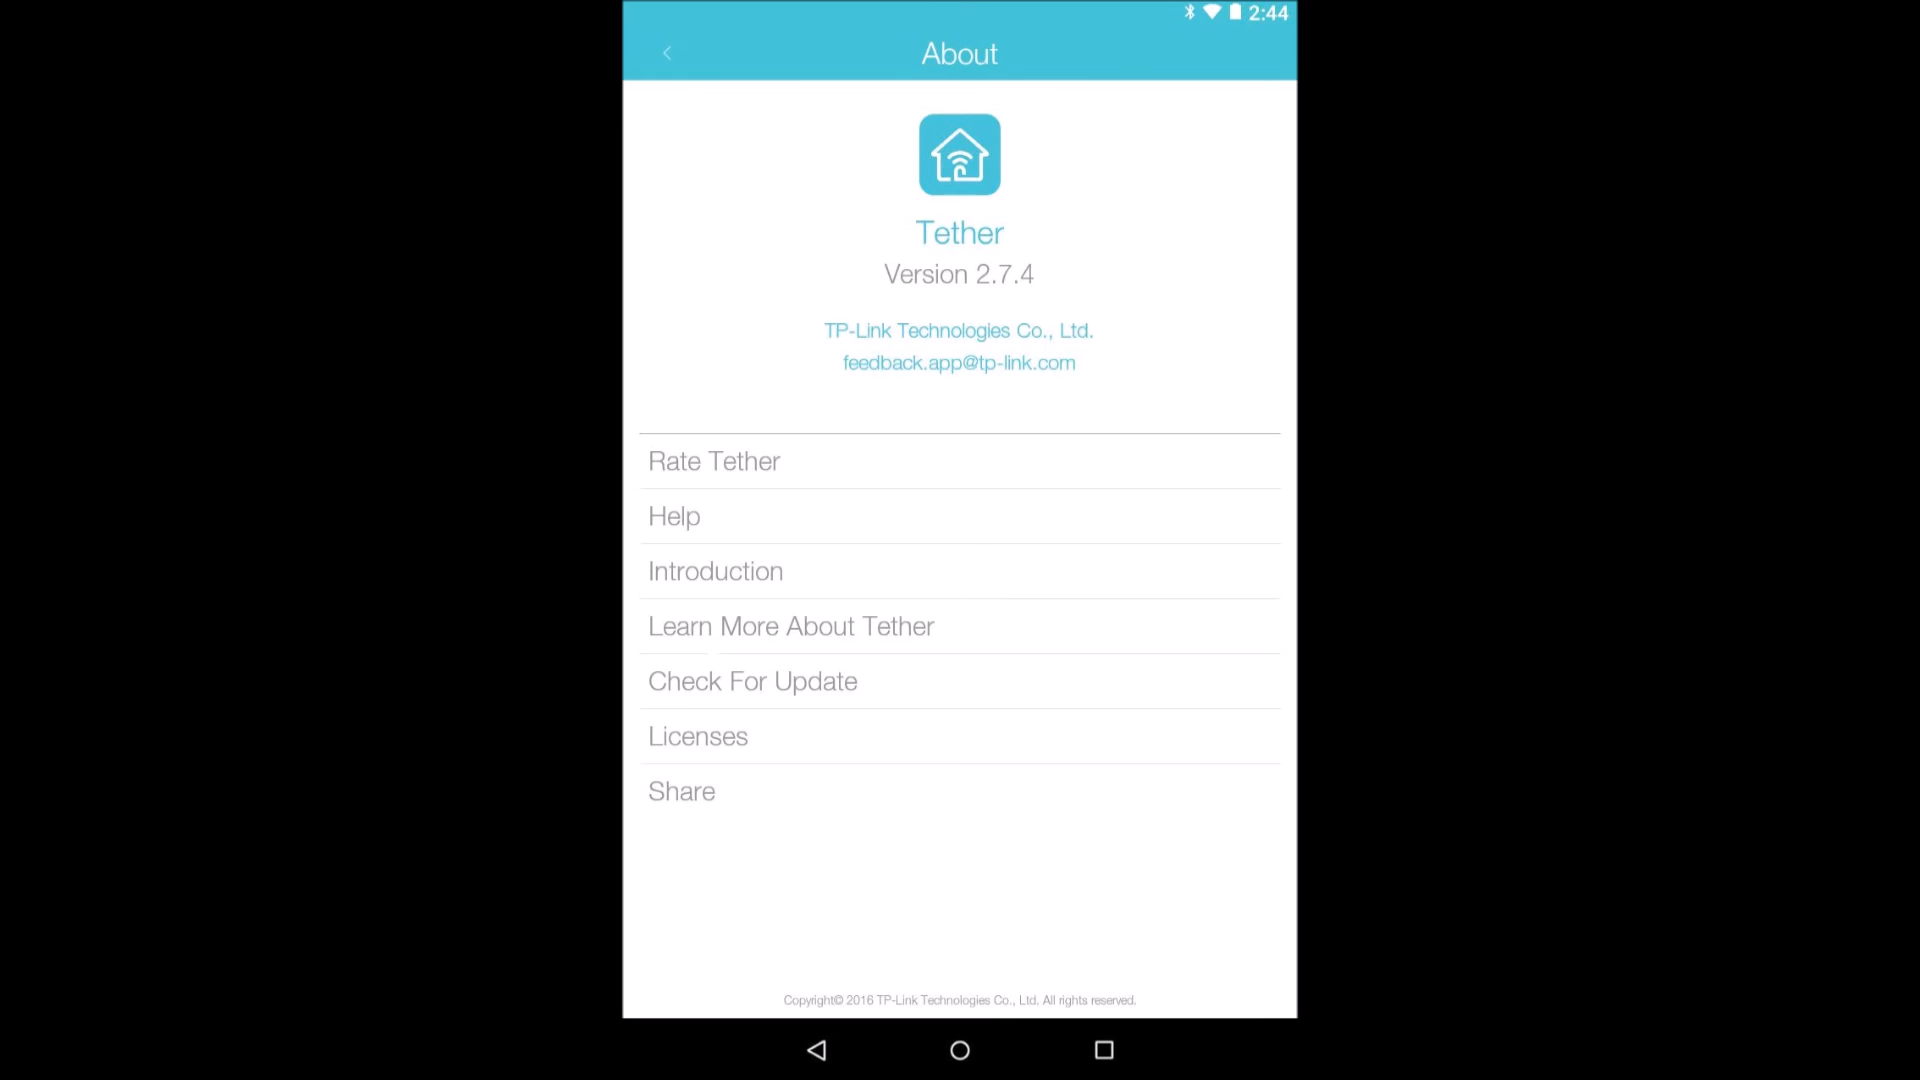 2:44
About
Tether
Version 2.7.4
TP-Link Technologies Co., Ltd.
feedback.app@tp-link.com
Rate Tether
Help
Introduction
Learn More About Tether
Check For Update
Licenses
Share
Copyright© 2016 TP-Link Technologies Co., Ltd. All rights reserved.